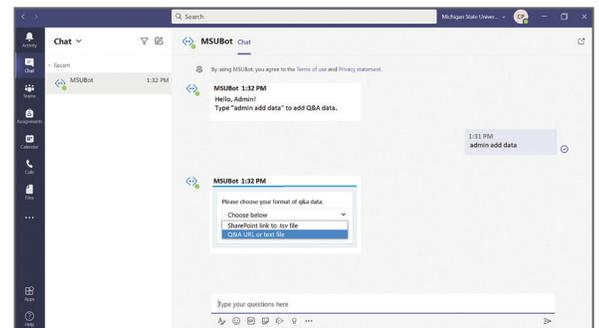 Search
Michigan State Univer...
CP
Activity
Chat
Teams
Assignments
Calendar
Calls
Files
Apps
Help
Chat
Recent
MSUBot 1:32 PM
MSUBot Chat
By using MSUBot, you agree to the Terms of use and Privacy statement.
MSUBot 1:32 PM
Hello, Admin!
Type "admin add data" to add Q&A data.
1:31 PM
admin add data
MSUBot 1:32 PM
Please choose your format of q&a data.
Choose below
SharePoint link to .tsv file
Q&A URL or text file
Type your questions here
GIF